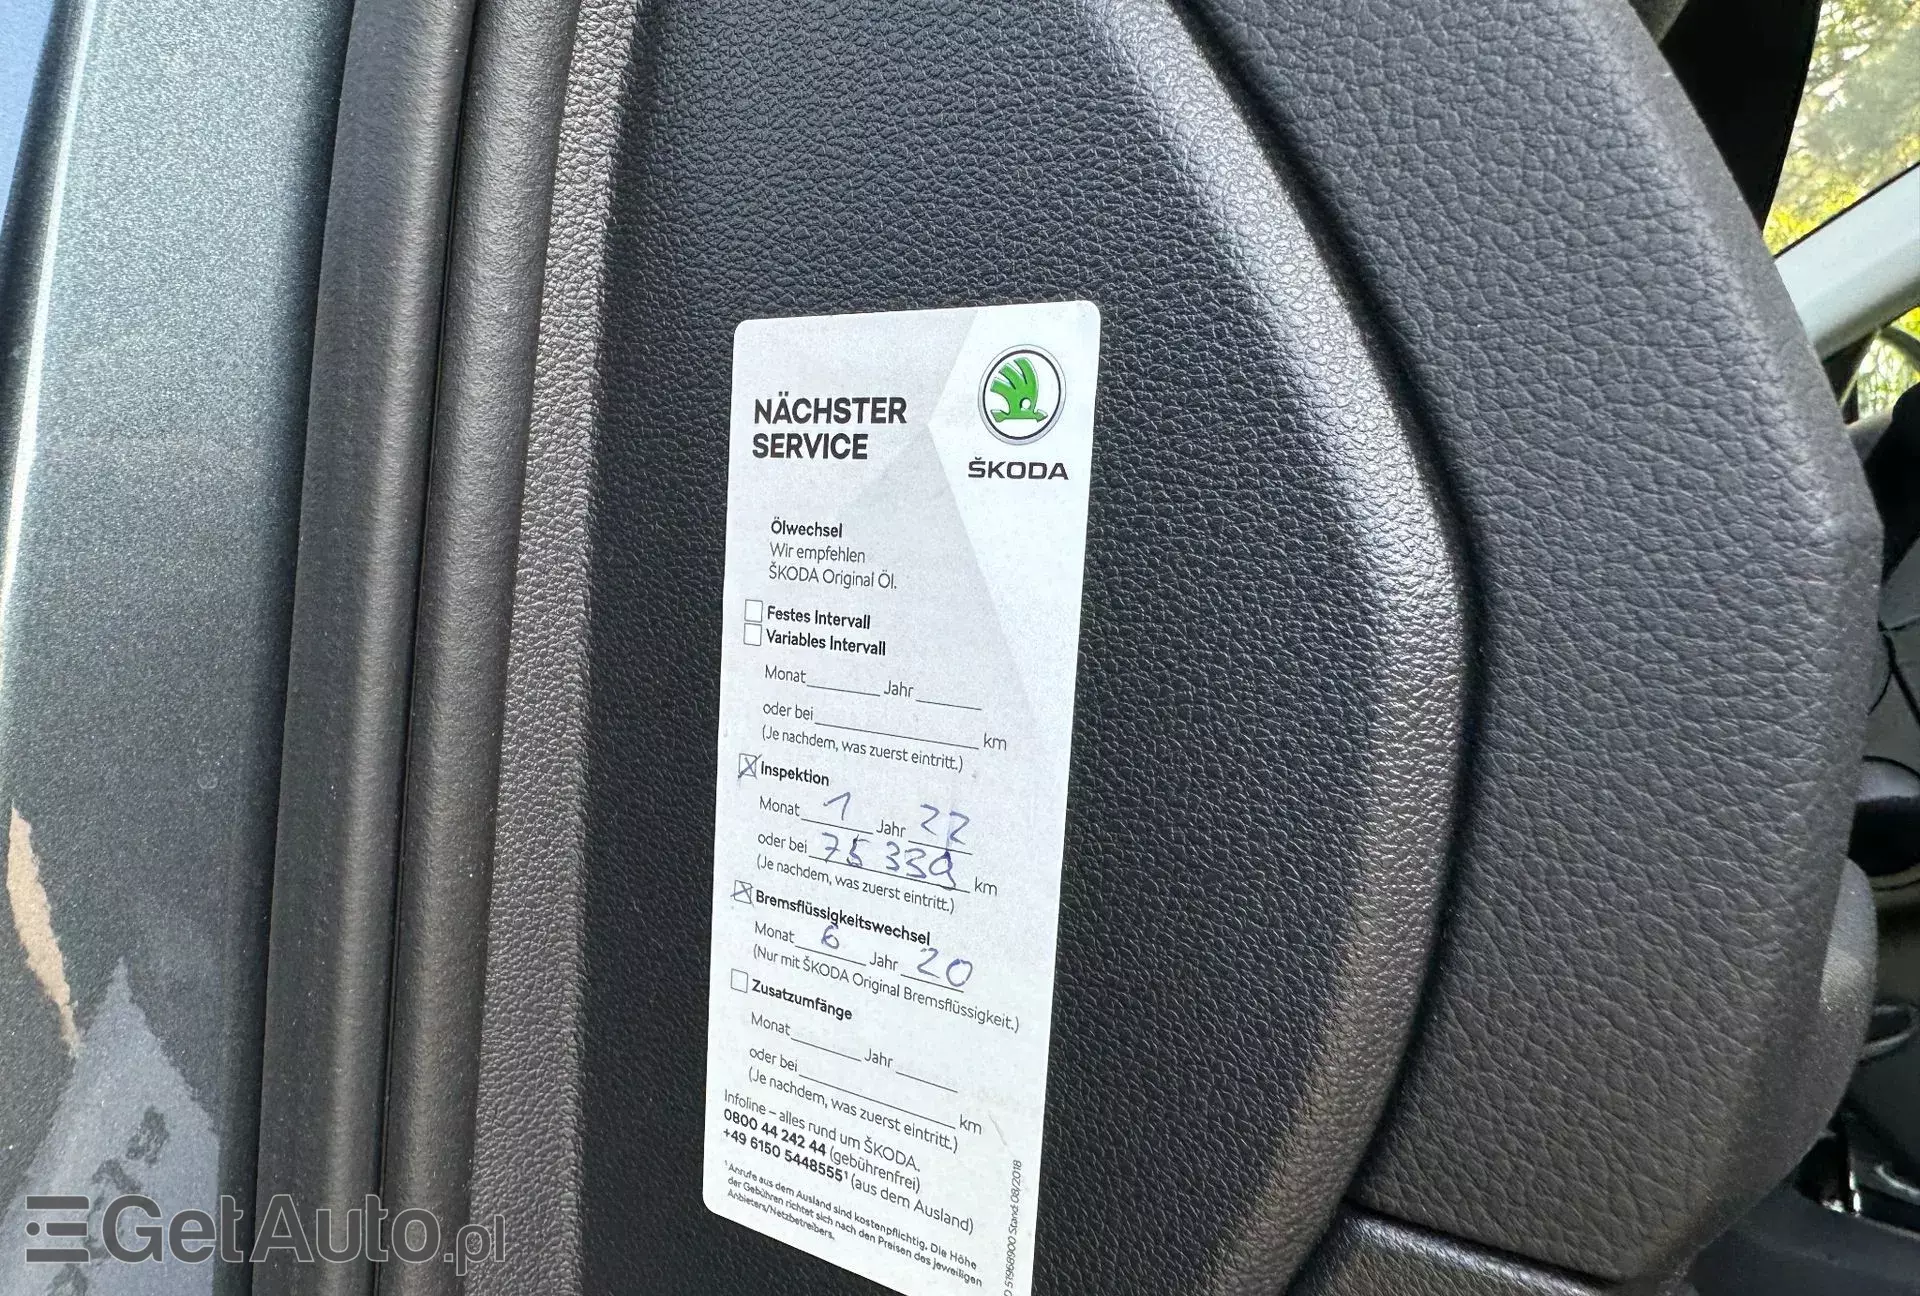 NÄCHSTER
SERVICE
ŠKODA
Ölwechsel
Wir empfehlen
ŠKODA Original Öl.
Festes Intervall
Variables Intervall
Monat Jahr
oder bei km
(Je nachdem, was zuerst eintritt.)
Inspektion
Monat 1 Jahr 22
oder bei 75 339 km
(Je nachdem, was zuerst eintritt.)
Bremsflüssigkeitswechsel
Monat 6 Jahr 20
(Nur mit ŠKODA Original Bremsflüssigkeit.)
Zusatzumfänge
Monat Jahr
oder bei km
(Je nachdem, was zuerst eintritt.)
Infoline – alles rund um ŠKODA.
0800 44 242 44 (gebührenfrei)
+49 6150 5448555¹ (aus dem Ausland)
¹ Anrufe aus dem Ausland sind kostenpflichtig. Die Höhe
der Gebühren richtet sich nach den Preisen des jeweiligen
Anbieters/Netzbetreibers.
51968900 Stand: 08/2018
GetAuto.pl